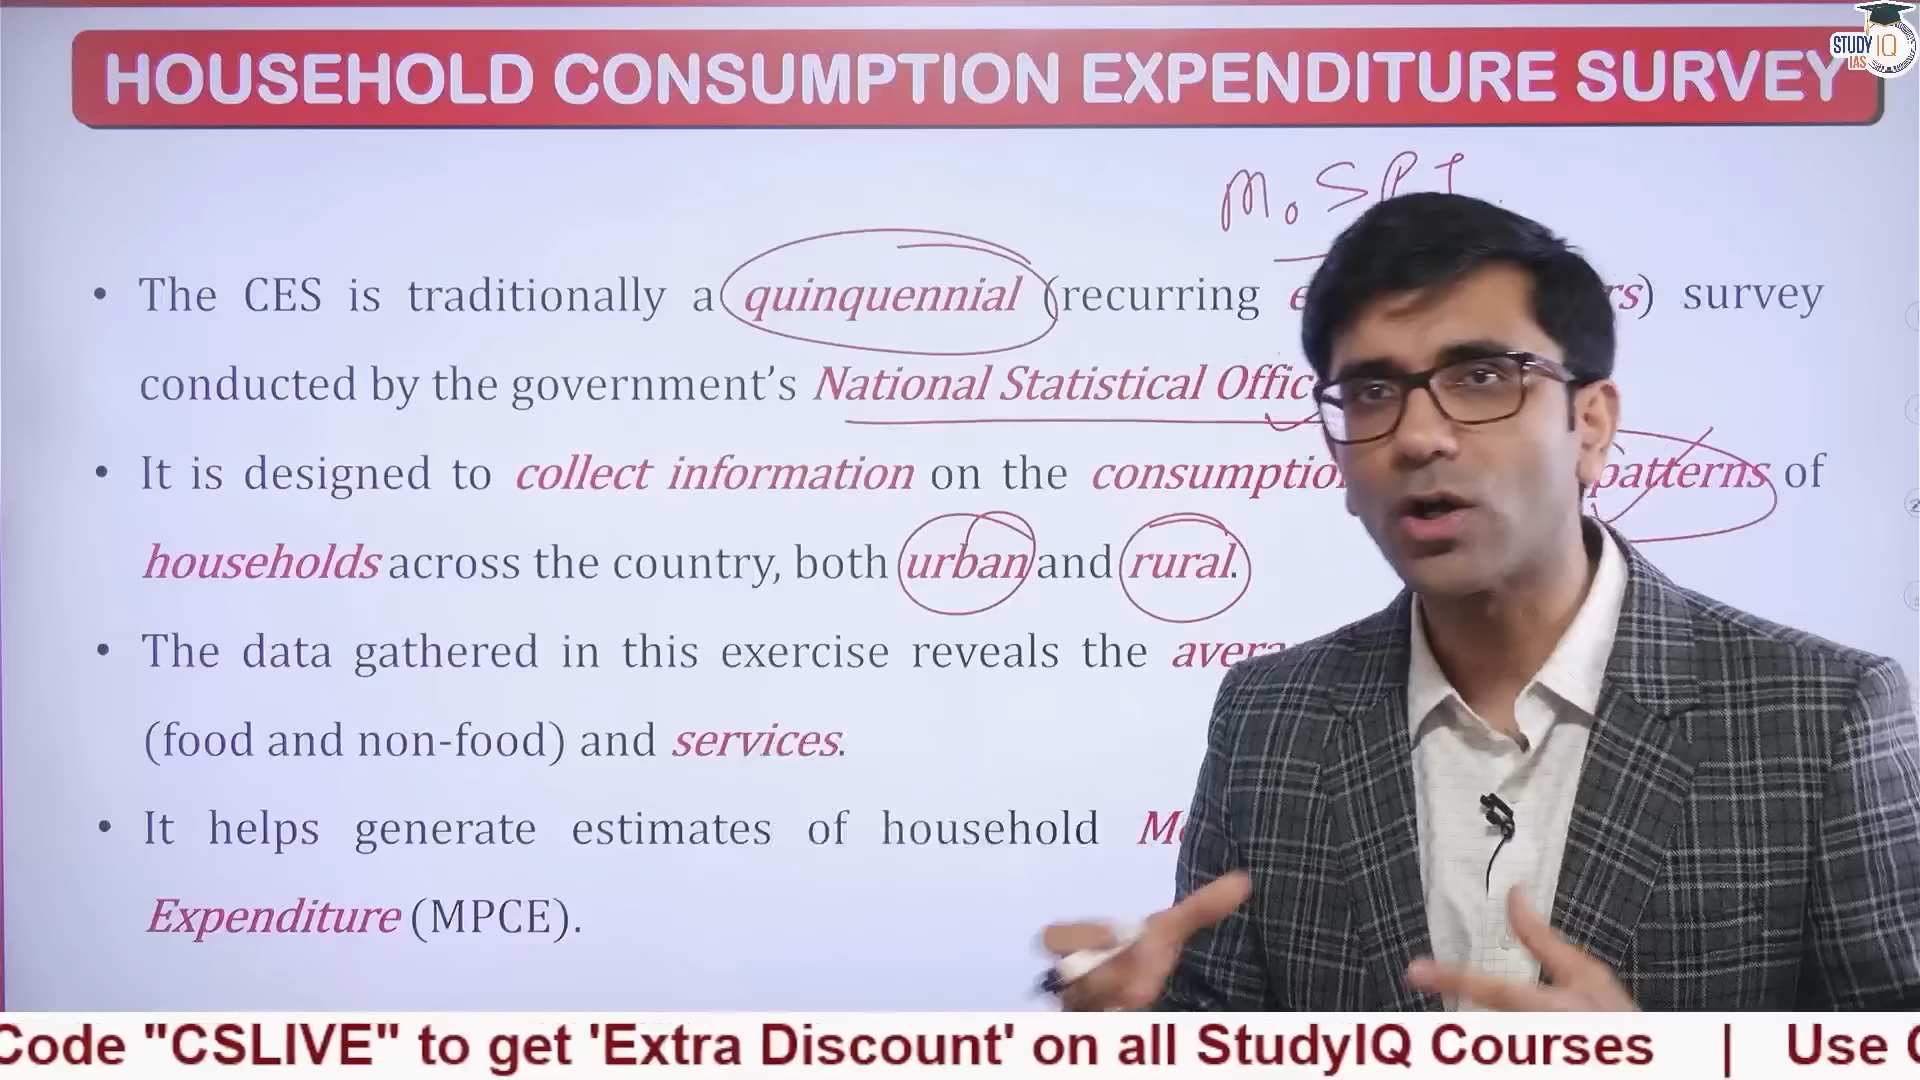 STUDY IQ
IAS
HOUSEHOLD CONSUMPTION EXPENDITURE SURVEY
MoSPI
• The CES is traditionally a quinquennial (recurring survey
conducted by the government's National Statistical
• It is designed to collect information on the patterns of
households across the country, both urban and rural.
• The data gathered in this exercise reveals the
(food and non-food) and services.
• It helps generate estimates of household
Expenditure (MPCE).
Code "CSLIVE" to get 'Extra Discount' on all StudyIQ Courses | Use